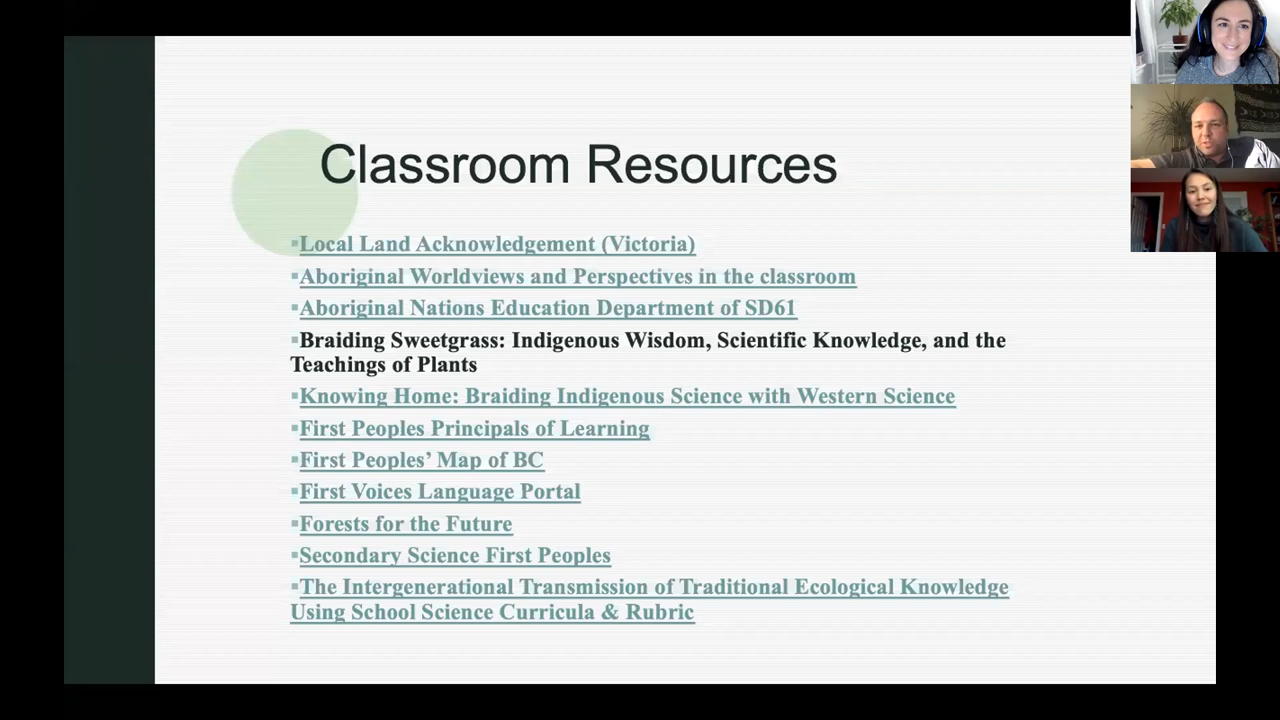 Classroom Resources
▪Local Land Acknowledgement (Victoria)
▪Aboriginal Worldviews and Perspectives in the classroom
▪Aboriginal Nations Education Department of SD61
▪Braiding Sweetgrass: Indigenous Wisdom, Scientific Knowledge, and the
Teachings of Plants
▪Knowing Home: Braiding Indigenous Science with Western Science
▪First Peoples Principals of Learning
▪First Peoples’ Map of BC
▪First Voices Language Portal
▪Forests for the Future
▪Secondary Science First Peoples
▪The Intergenerational Transmission of Traditional Ecological Knowledge
Using School Science Curricula & Rubric